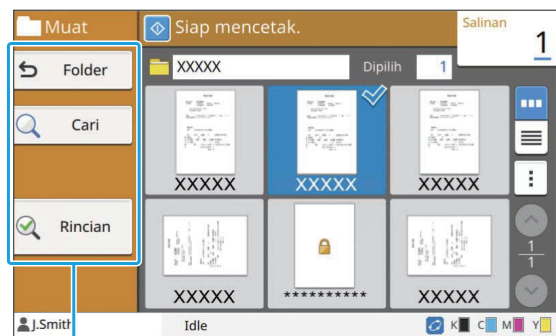 Muat
Siap mencetak.
Salinan
1
Folder
XXXXX
Dipilih
1
Cari
XXXXX
XXXXX
XXXXX
Rincian
XXXXX
**********
XXXXX
1
1
J.Smith
Idle
K
C
M
Y